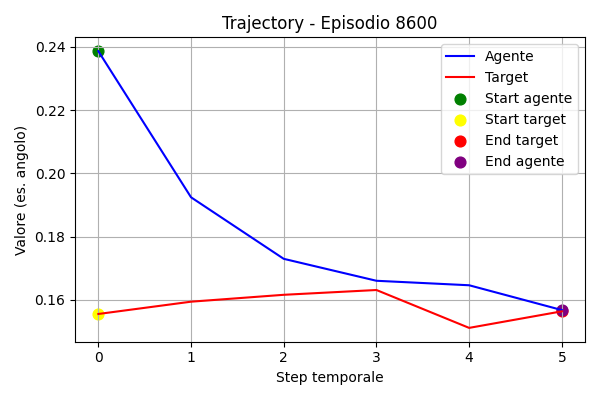 Trajectory - Episodio 8600
Valore (es. angolo)
0.24
0.22
0.20
0.18
0.16
0
1
2
3
4
5
Step temporale
Agente
Target
Start agente
Start target
End target
End agente